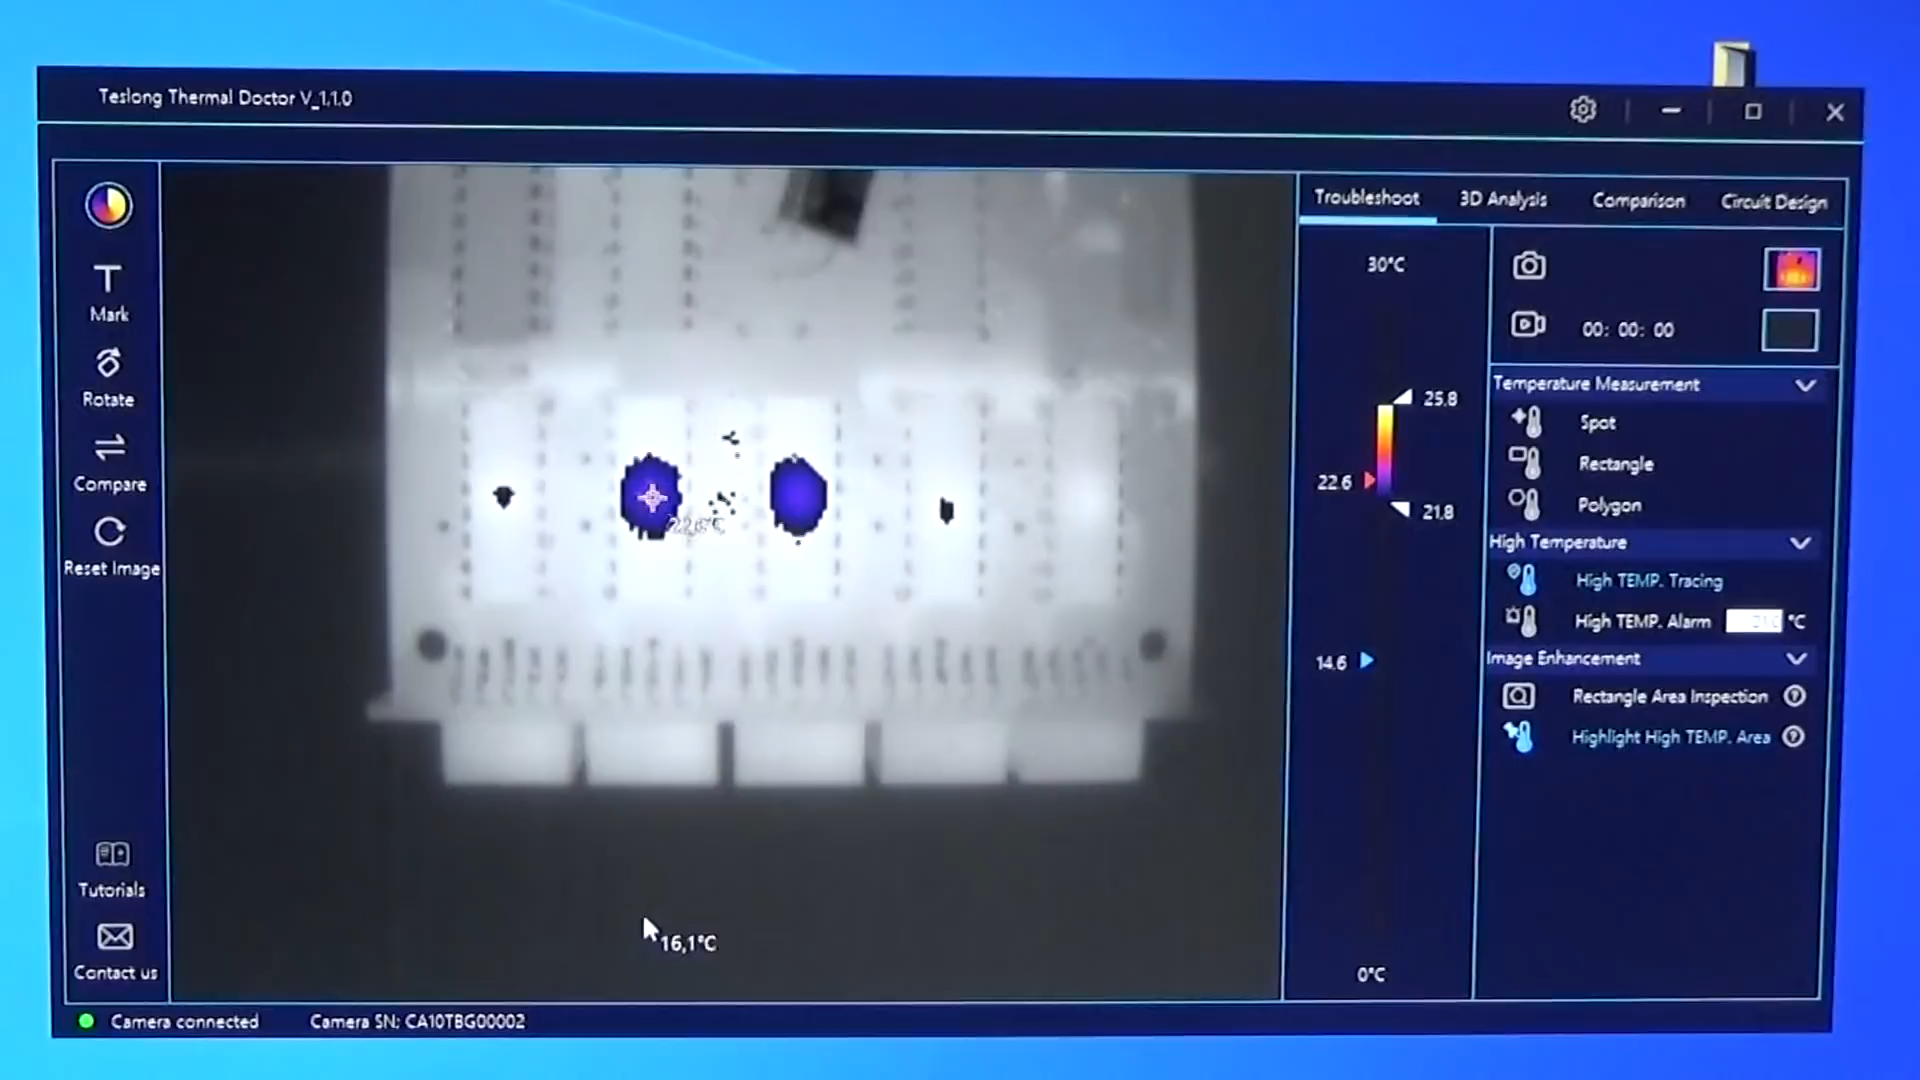 Teslong Thermal Doctor V_1,1,0
Mark
Rotate
Compare
Reset Image
Tutorials
Contact us
16,1°C
Troubleshoot
3D Analysis
Comparison
Circuit Design
30°C
25,8
22.6
21,8
14.6
0°C
00: 00: 00
Temperature Measurement
Spot
Rectangle
Polygon
High Temperature
High TEMP. Tracing
High TEMP. Alarm
°C
Image Enhancement
Rectangle Area Inspection
Highlight High TEMP. Area
Camera connected
Camera SN: CA10TBG00002